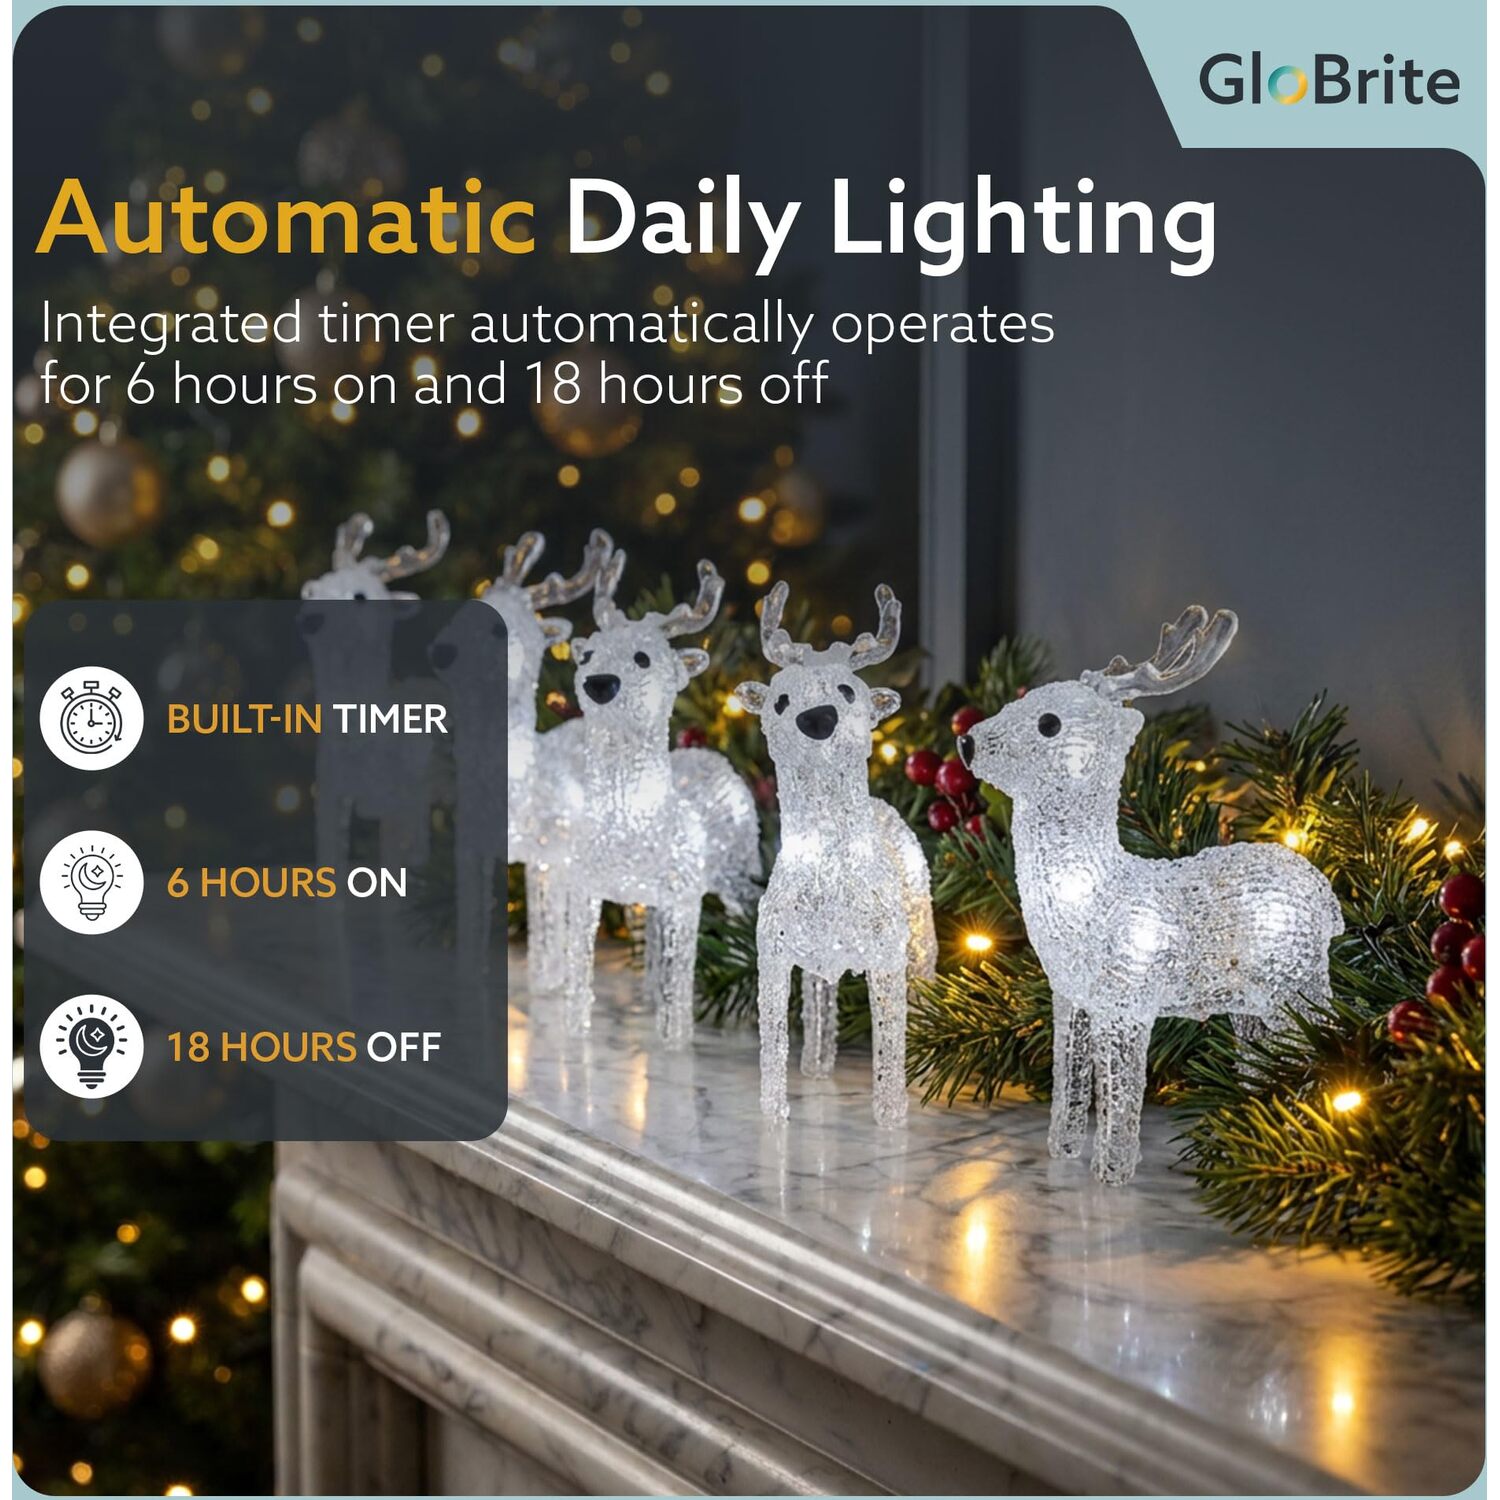 GloBrite
Automatic Daily Lighting
Integrated timer automatically operates
for 6 hours on and 18 hours off
BUILT-IN TIMER
6 HOURS ON
18 HOURS OFF